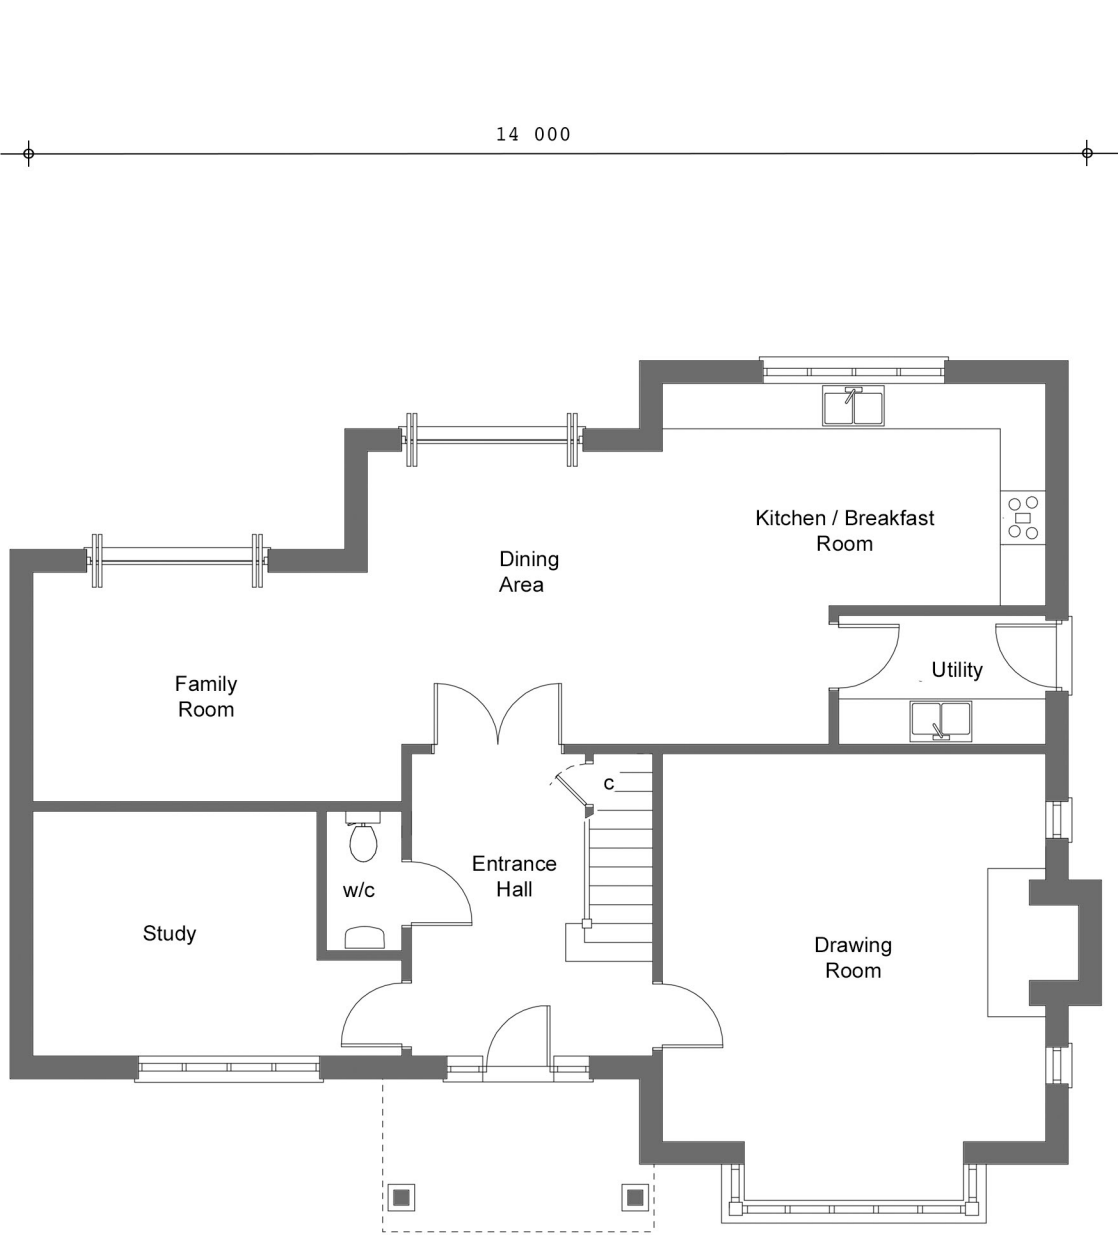 14 000
Kitchen / Breakfast
Room
Dining
Area
Utility
Family
Room
c
Entrance
Hall
w/c
Study
Drawing
Room